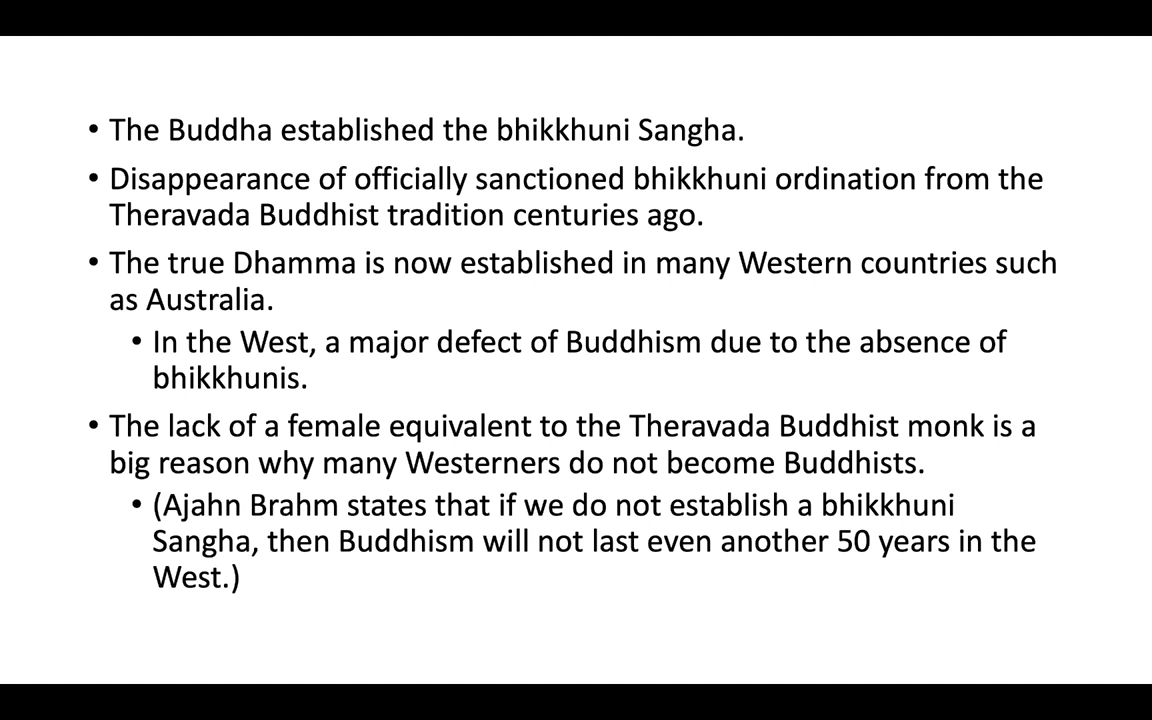 • The Buddha established the bhikkhuni Sangha.
• Disappearance of officially sanctioned bhikkhuni ordination from the
Theravada Buddhist tradition centuries ago.
• The true Dhamma is now established in many Western countries such
as Australia.
• In the West, a major defect of Buddhism due to the absence of
bhikkhunis.
• The lack of a female equivalent to the Theravada Buddhist monk is a
big reason why many Westerners do not become Buddhists.
• (Ajahn Brahm states that if we do not establish a bhikkhuni
Sangha, then Buddhism will not last even another 50 years in the
West.)